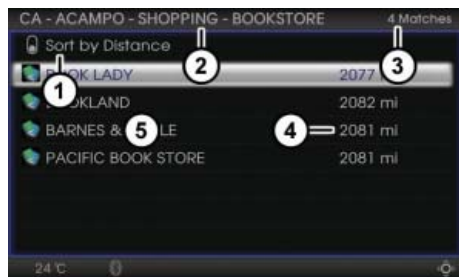 CA - ACAMPO - SHOPPING - BOOKSTORE 4 Matches
2 3
Sort by Distance
LADY 2077
1
2082 mi
BARNES & 5 4 2081 mi
PACIFIC BOOK STORE 2081 mi
24 °C